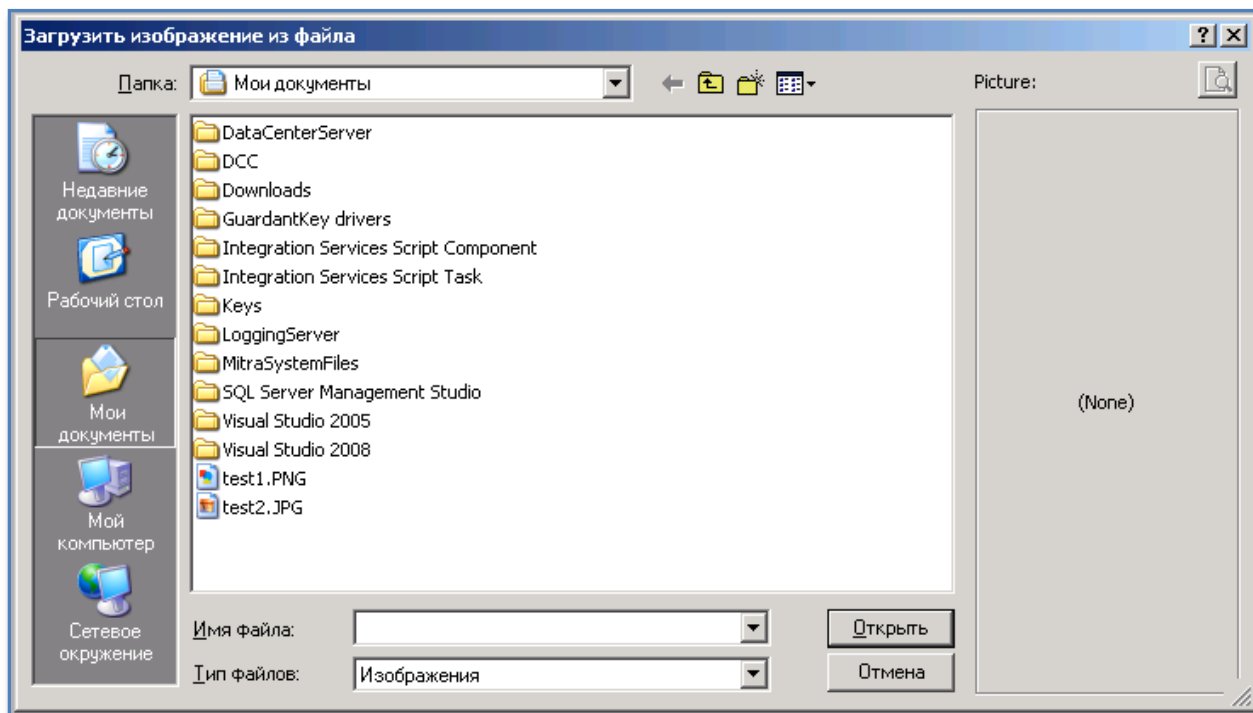 Загрузить изображение из файла
Папка:
Мои документы
Picture:
Недавние
документы
Рабочий стол
Мои
документы
Мой
компьютер
Сетевое
окружение
DataCenterServer
DCC
Downloads
GuardantKey drivers
Integration Services Script Component
Integration Services Script Task
Keys
LoggingServer
MitraSystemFiles
SQL Server Management Studio
Visual Studio 2005
Visual Studio 2008
test1.PNG
test2.JPG
(None)
Имя файла:
Открыть
Тип файлов:
Изображения
Отмена